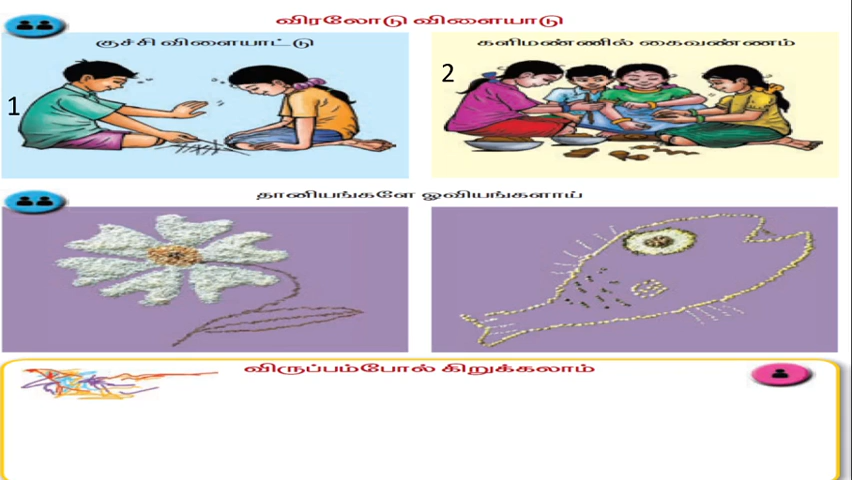 விரலோடு விளையாடு
குச்சி விளையாட்டு
களிமண்ணில் கைவண்ணம்
1
2
தானியங்களே ஓவியங்களாய்
விருப்பம்போல் கிறுக்கலாம்